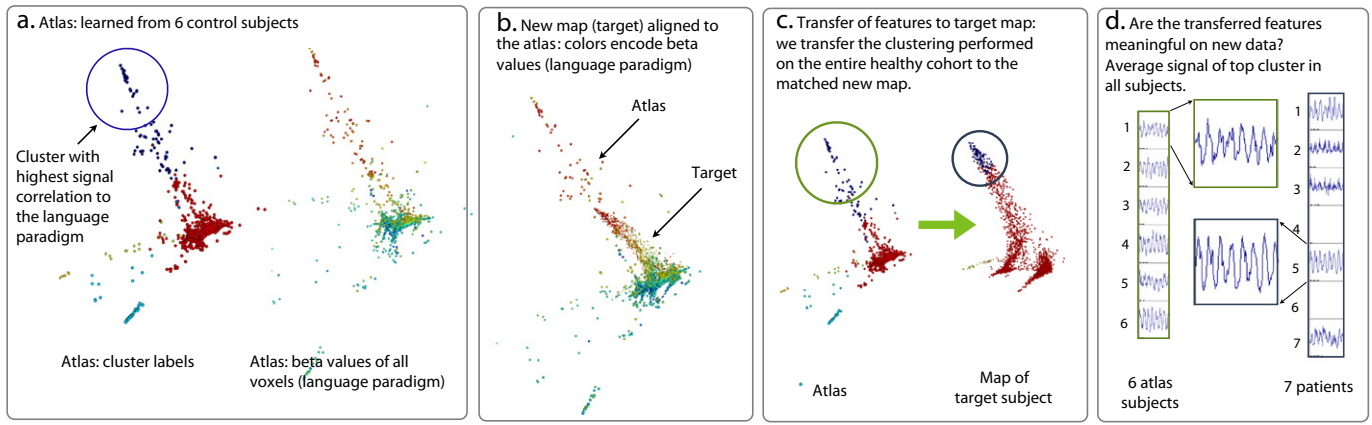 a. Atlas: learned from 6 control subjects
Cluster with
highest signal
correlation to
the language
paradigm
Atlas: cluster labels
Atlas: beta values of all
voxels (language paradigm)
b. New map (target) aligned to
the atlas: colors encode beta
values (language paradigm)
Atlas
Target
c. Transfer of features to target map:
we transfer the clustering performed
on the entire healthy cohort to the
matched new map.
Atlas
Map of
target subject
d. Are the transferred features
meaningful on new data?
Average signal of top cluster in
all subjects.
1
2
3
4
5
6
1
2
3
4
5
6
7
6 atlas
subjects
7 patients